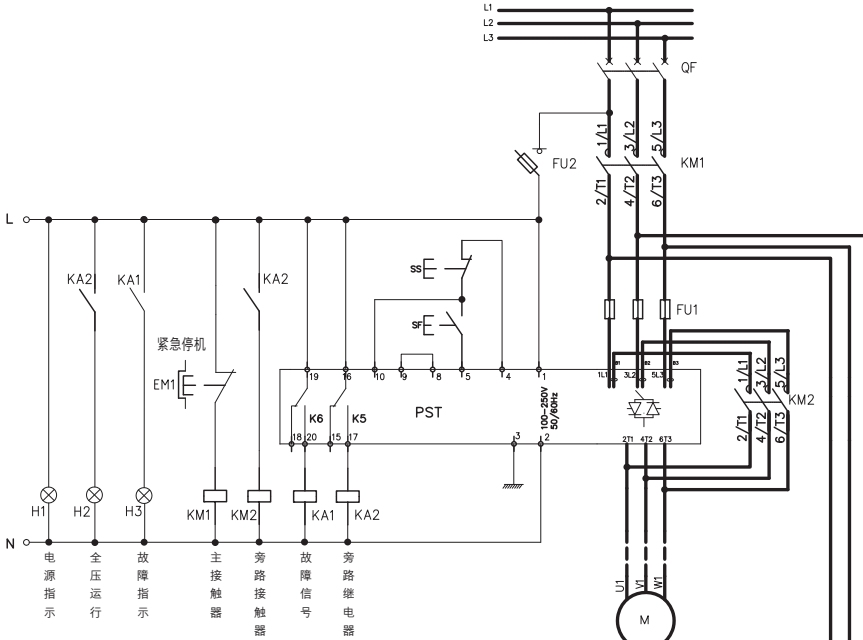 L1
L2
L3
QF
1/L1
3/L2
5/L3
FU2
KM1
2/T1
4/T2
6/T3
L
KA2
KA1
KA2
SS
SF
FU1
紧急停机
EM1
B1
B2
B3
1L1
3L2
5L3
1/L1
3/L2
5/L3
KM2
2/T1
4/T2
6/T3
19
16
10
9
8
5
4
1
K6
K5
PST
100-250V
50/60Hz
18
20
15
17
3
2
2T1
4T2
6T3
H1
H2
H3
KM1
KM2
KA1
KA2
N
电源指示
全压运行
故障指示
主接触器
旁路接触器
故障信号
旁路继电器
U1
V1
W1
M